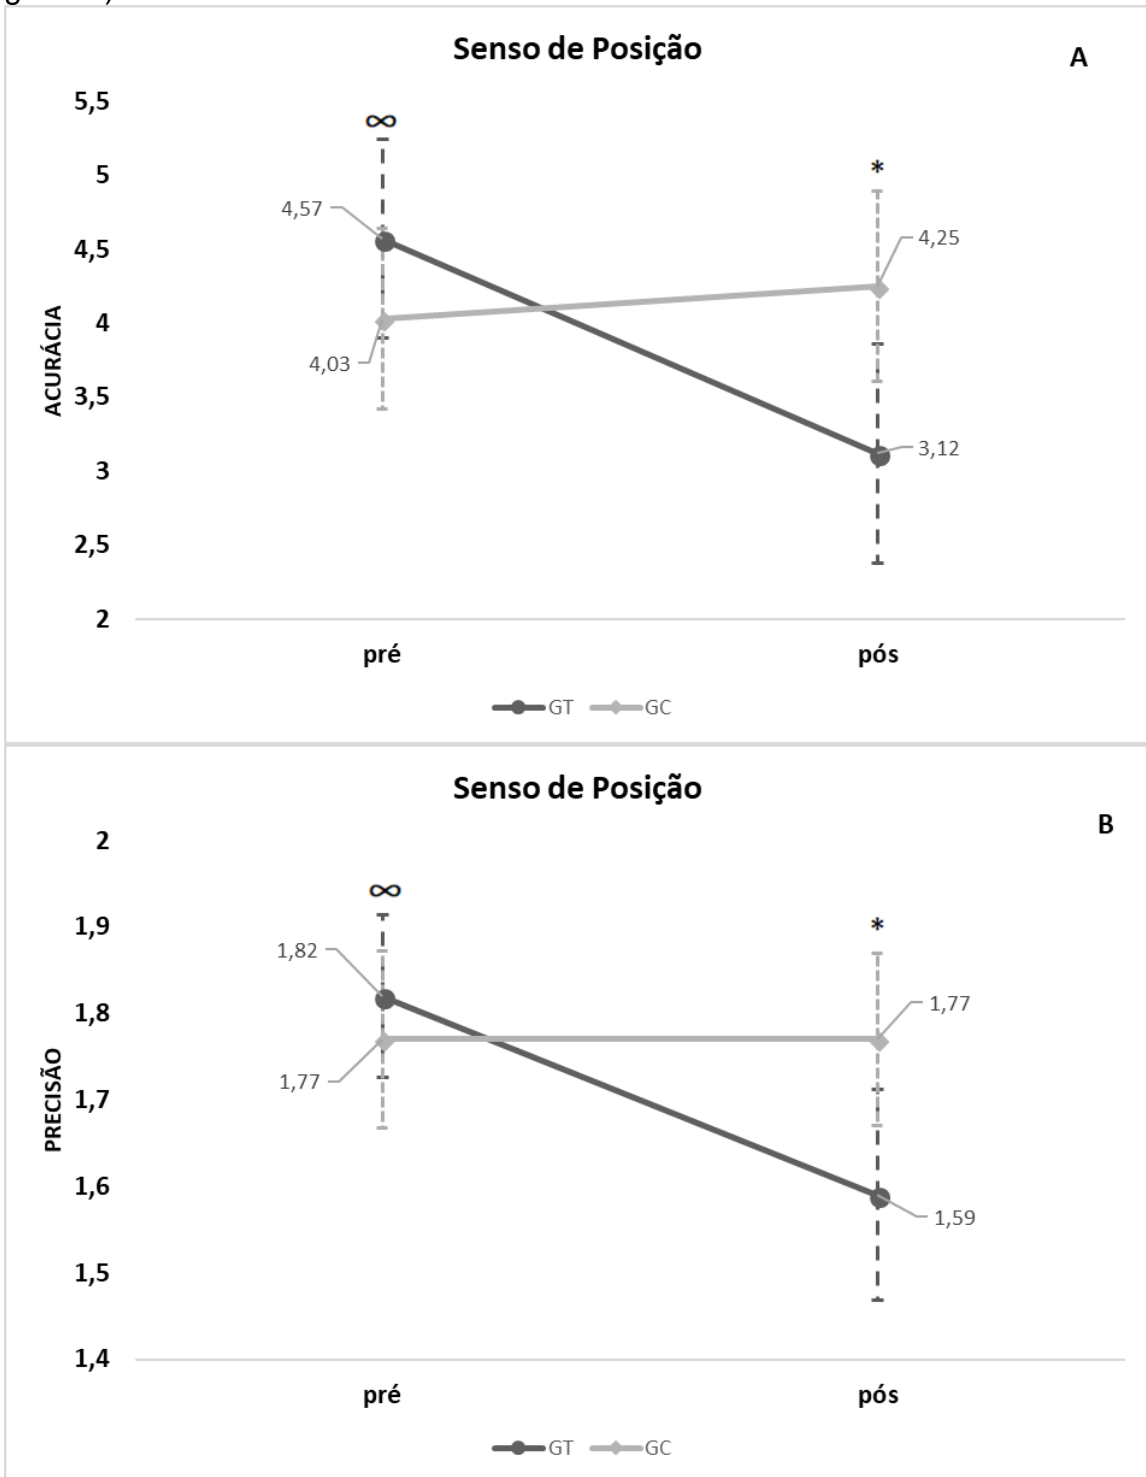 Senso de Posição
A
5,5
∞
5
*
4,57
4,25
4,5
4
4,03
ACURÁCIA
3,5
3,12
3
2,5
2
pré pós
GT GC
Senso de Posição
B
2
∞
1,9
*
1,82
1,77
1,8
1,77
1,7
PRECISÃO
1,6
1,59
1,5
1,4
pré pós
GT GC